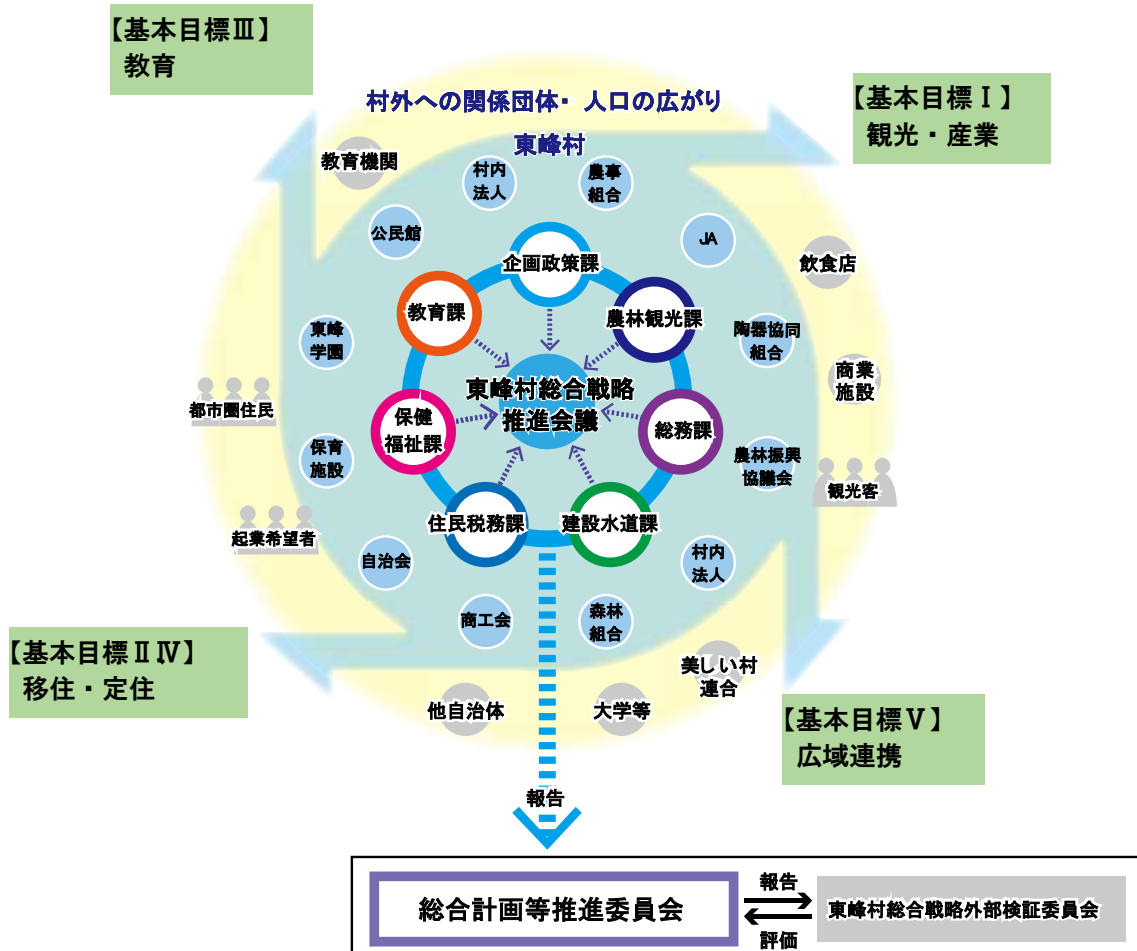 【基本目標Ⅲ】
教育
村外への関係団体・ 人口の広がり
東峰村
【基本目標Ⅰ】
観光・産業
教育機関
村内
法人
農事
組合
公民館
JA
飲食店
企画政策課
教育課
農林観光課
東峰
学園
陶器協同
組合
商業
施設
東峰村総合戦略
推進会議
都市圏住民
保健
福祉課
総務課
保育
施設
農林振興
協議会
観光客
住民税務課
建設水道課
起業希望者
自治会
村内
法人
商工会
森林
組合
【基本目標ⅡⅣ】
移住・定住
美しい村
連合
他自治体
大学等
【基本目標Ⅴ】
広域連携
報告
総合計画等推進委員会
報告
評価
東峰村総合戦略外部検証委員会